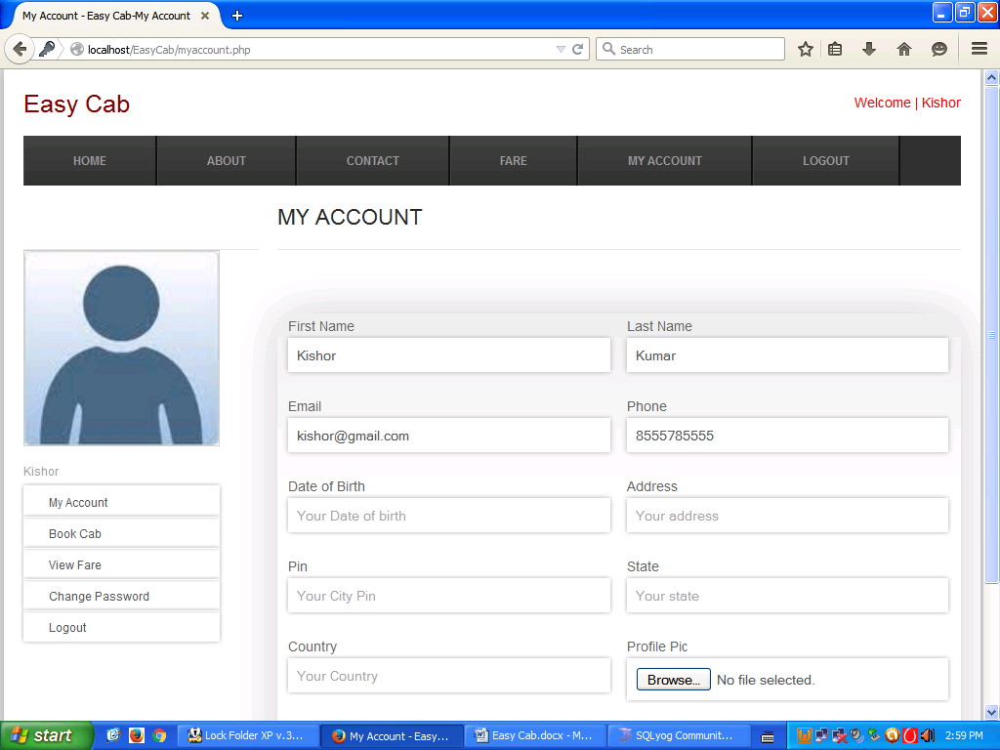 My Account - Easy Cab-My Account
localhost/EasyCab/myaccount.php
Search
Easy Cab
Welcome | Kishor
HOME ABOUT CONTACT FARE MY ACCOUNT LOGOUT
MY ACCOUNT
First Name Last Name
Kishor Kumar
Email Phone
kishor@gmail.com 8555785555
Date of Birth Address
Your Date of birth Your address
Pin State
Your City Pin Your state
Country Profile Pic
Your Country Browse... No file selected.
Kishor
My Account
Book Cab
View Fare
Change Password
Logout
start Lock Folder XP v.3... My Account - Easy... Easy Cab.docx - M... SQLyog Communit... 2:59 PM